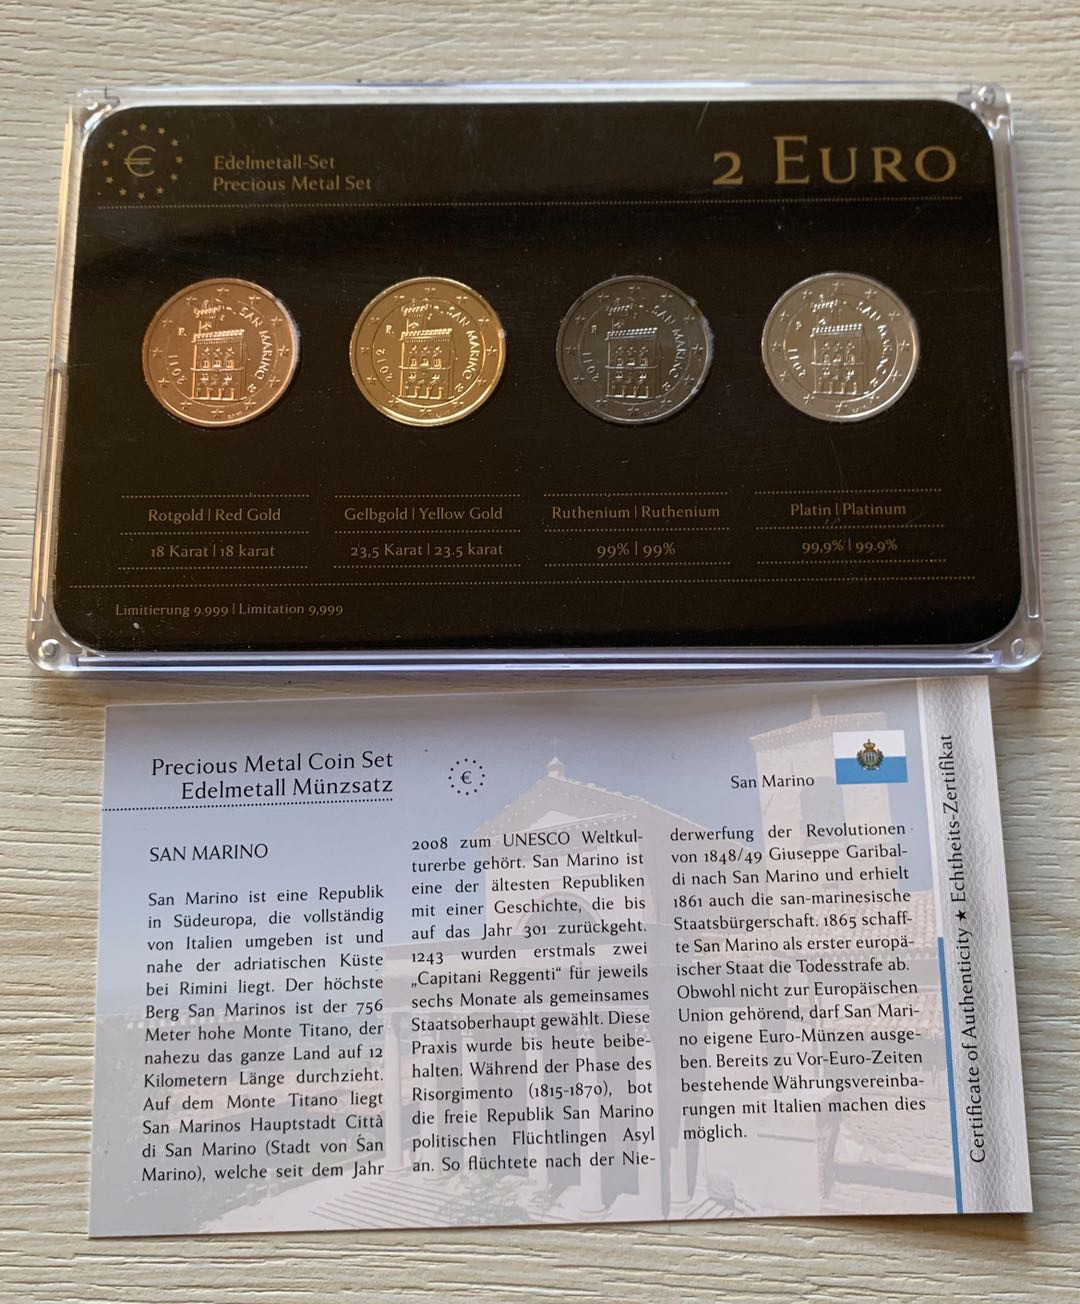 €
Edelmetall-Set
Precious Metal Set
2 EURO
SAN MARINO R 2011
SAN MARINO R 2012
SAN MARINO R 2011
SAN MARINO R 2011
Rotgold | Red Gold
18 Karat | 18 karat
Gelbgold | Yellow Gold
23,5 Karat | 23.5 karat
Ruthenium | Ruthenium
99% | 99%
Platin | Platinum
99,9% | 99.9%
Limitierung 9.999 | Limitation 9,999
Precious Metal Coin Set
Edelmetall Münzsatz
€
San Marino
SAN MARINO
San Marino ist eine Republik
in Südeuropa, die vollständig
von Italien umgeben ist und
nahe der adriatischen Küste
bei Rimini liegt. Der höchste
Berg San Marinos ist der 756
Meter hohe Monte Titano, der
nahezu das ganze Land auf 12
Kilometern Länge durchzieht.
Auf dem Monte Titano liegt
San Marinos Hauptstadt Città
di San Marino (Stadt von San
Marino), welche seit dem Jahr
2008 zum UNESCO Weltkul-
turerbe gehört. San Marino ist
eine der ältesten Republiken
mit einer Geschichte, die bis
auf das Jahr 301 zurückgeht.
1243 wurden erstmals zwei
„Capitani Reggenti“ für jeweils
sechs Monate als gemeinsames
Staatsoberhaupt gewählt. Diese
Praxis wurde bis heute beibe-
halten. Während der Phase des
Risorgimento (1815-1870), bot
die freie Republik San Marino
politischen Flüchtlingen Asyl
an. So flüchtete nach der Nie-
derwerfung der Revolutionen
von 1848/49 Giuseppe Garibal-
di nach San Marino und erhielt
1861 auch die san-marinesische
Staatsbürgerschaft. 1865 schaff-
te San Marino als erster europä-
ischer Staat die Todesstrafe ab.
Obwohl nicht zur Europäischen
Union gehörend, darf San Mari-
no eigene Euro-Münzen ausge-
ben. Bereits zu Vor-Euro-Zeiten
bestehende Währungsvereinba-
rungen mit Italien machen dies
möglich.
Certificate of Authenticity ★ Echtheits-Zertifikat